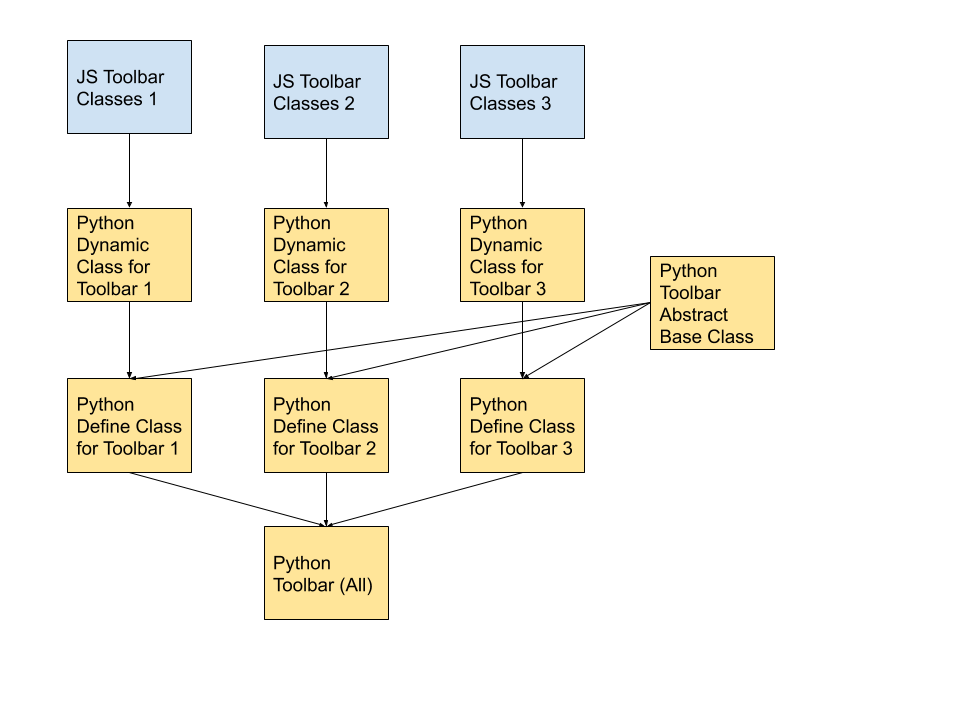 JS Toolbar
Classes 1
JS Toolbar
Classes 2
JS Toolbar
Classes 3
Python
Dynamic
Class for
Toolbar 1
Python
Dynamic
Class for
Toolbar 2
Python
Dynamic
Class for
Toolbar 3
Python
Toolbar
Abstract
Base Class
Python
Define Class
for Toolbar 1
Python
Define Class
for Toolbar 2
Python
Define Class
for Toolbar 3
Python
Toolbar (All)